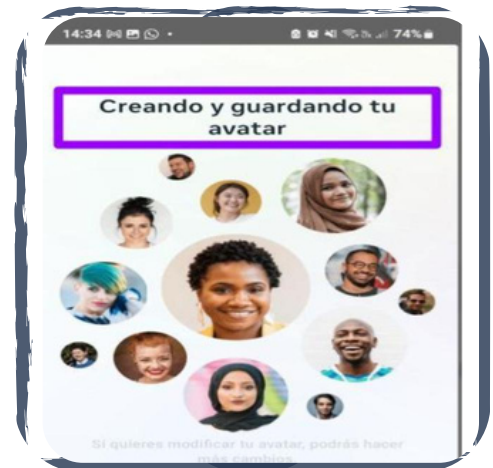 14:34
74%
Creando y guardando tu
avatar
Si quieres modificar tu avatar, podrás hacer
más cambios